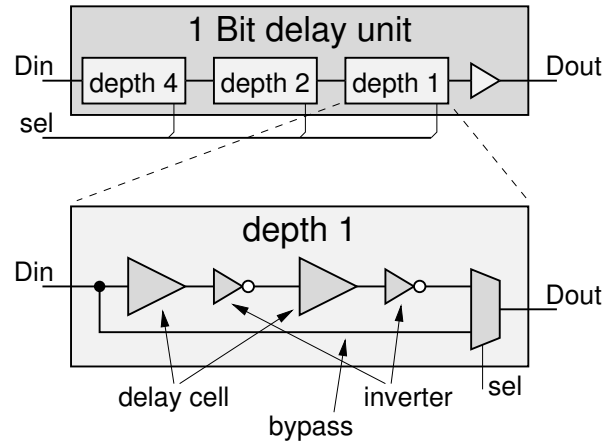 1 Bit delay unit
Din
depth 4
depth 2
depth 1
Dout
sel
depth 1
Din
Dout
delay cell
inverter
sel
bypass